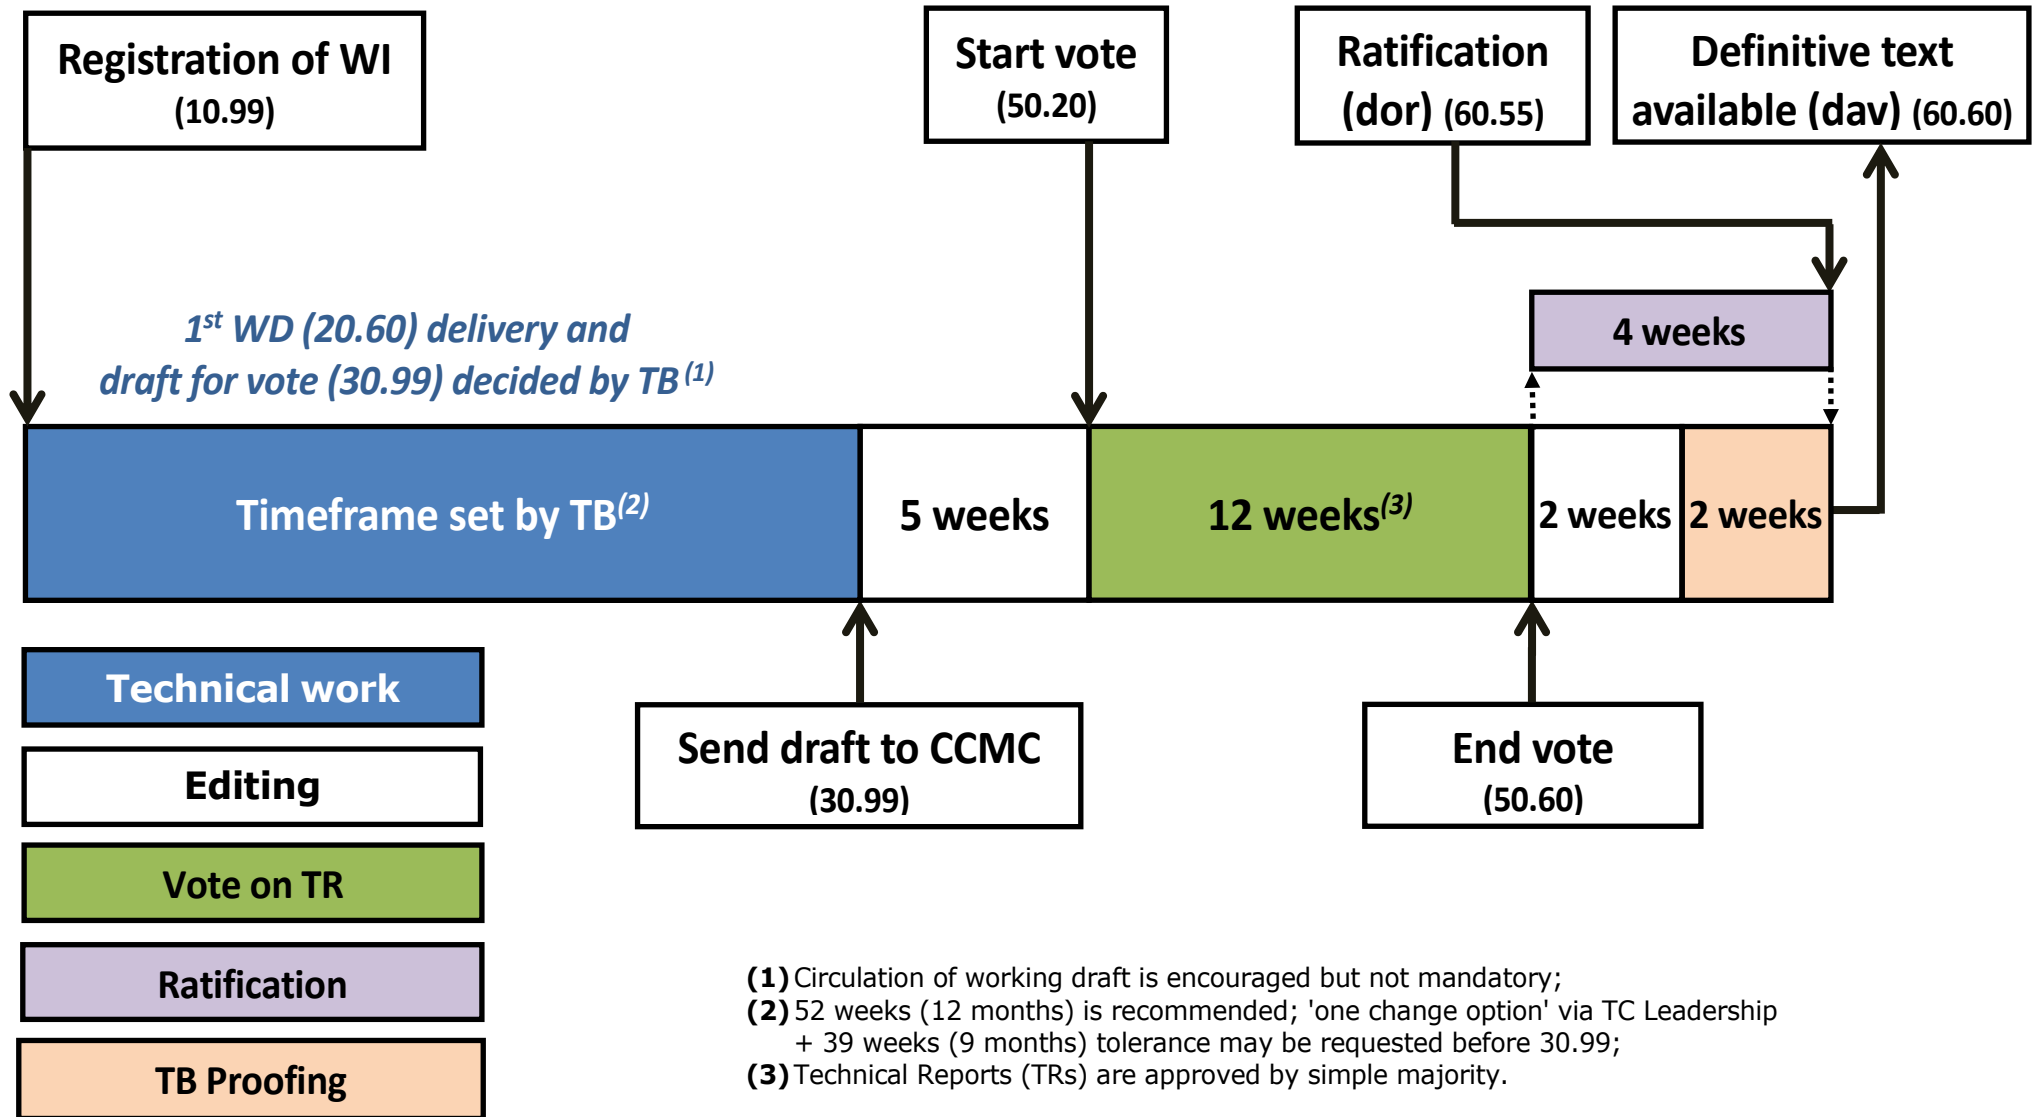 Registration of WI
(10.99)
Start vote
(50.20)
Ratification
(dor) (60.55)
Definitive text
available (dav) (60.60)
1st WD (20.60) delivery and
draft for vote (30.99) decided by TB (1)
4 weeks
Timeframe set by TB(2)
5 weeks
12 weeks(3)
2 weeks
2 weeks
Technical work
Editing
Vote on TR
Ratification
TB Proofing
Send draft to CCMC
(30.99)
End vote
(50.60)
(1) Circulation of working draft is encouraged but not mandatory;
(2) 52 weeks (12 months) is recommended; 'one change option' via TC Leadership
+ 39 weeks (9 months) tolerance may be requested before 30.99;
(3) Technical Reports (TRs) are approved by simple majority.